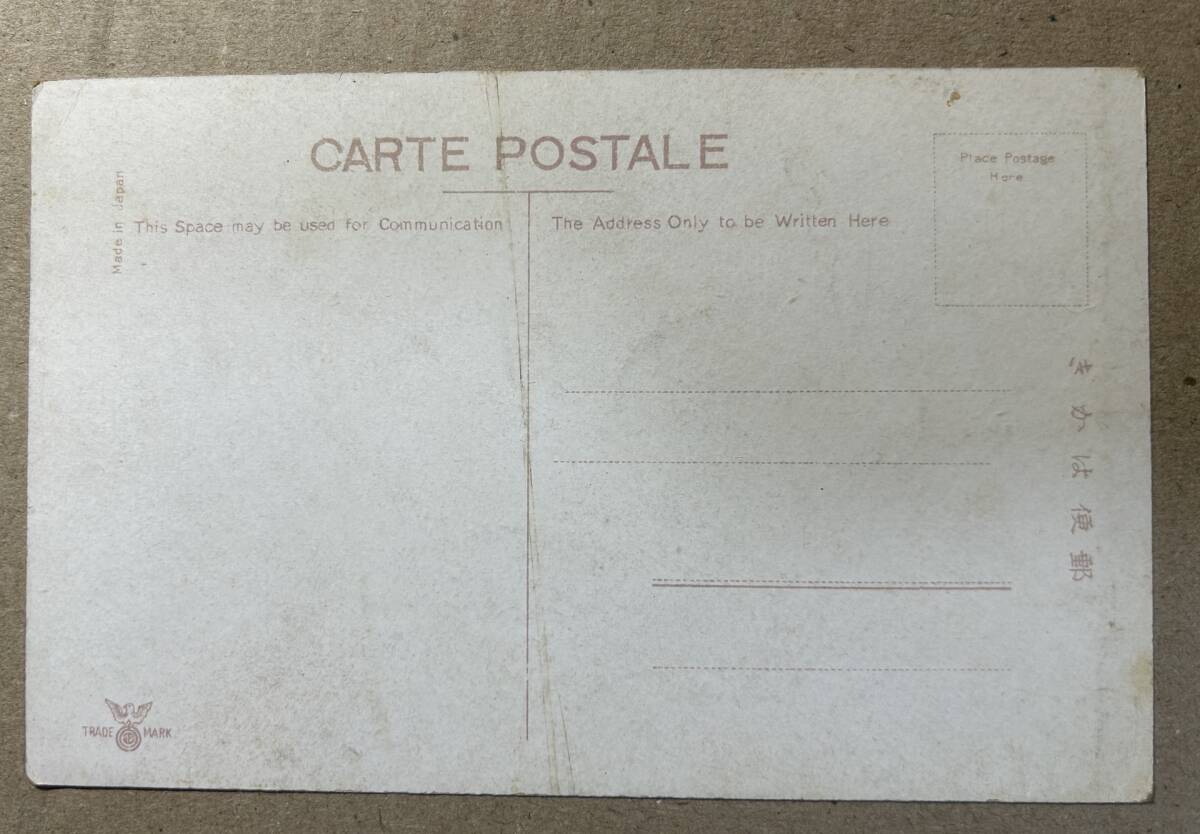 CARTE POSTALE
Made in Japan
This Space may be used for Communication
The Address Only to be Written Here
Place Postage
Here
郵便はかき
TRADE MARK